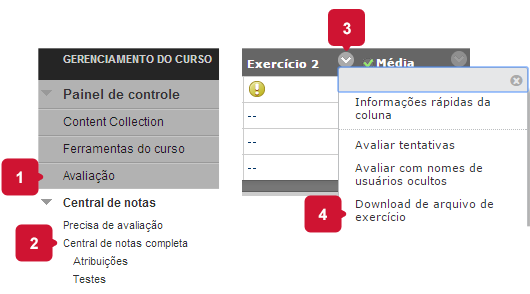 GERENCIAMENTO DO CURSO
Painel de controle
Content Collection
Ferramentas do curso
1
Avaliação
Central de notas
Precisa de avaliação
2
Central de notas completa
Atribuições
Testes
3
Exercício 2
Média
--
--
--
Informações rápidas da
coluna
Avaliar tentativas
Avaliar com nomes de
usuários ocultos
4
Download de arquivo de
exercício